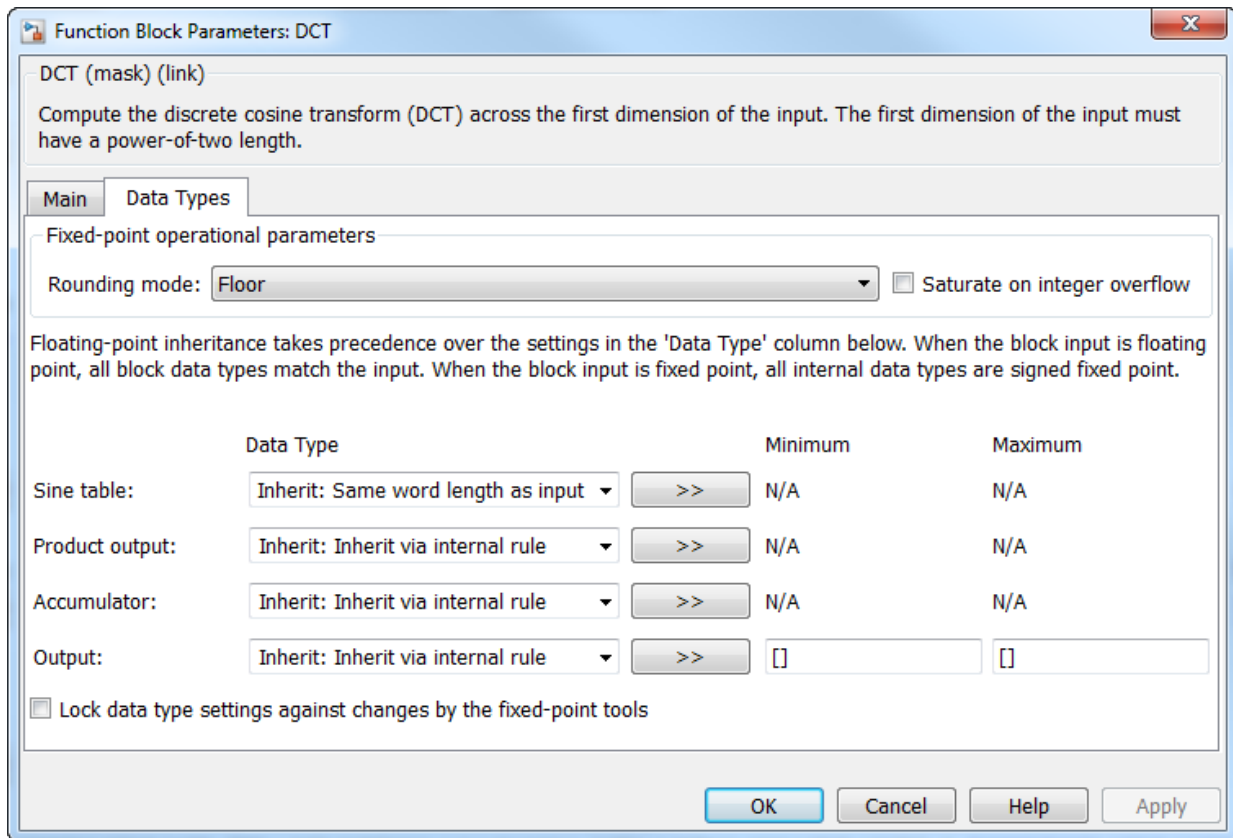 Function Block Parameters: DCT
DCT (mask) (link)
Compute the discrete cosine transform (DCT) across the first dimension of the input. The first dimension of the input must
have a power-of-two length.
Main Data Types
Fixed-point operational parameters
Rounding mode: Floor Saturate on integer overflow
Floating-point inheritance takes precedence over the settings in the 'Data Type' column below. When the block input is floating
point, all block data types match the input. When the block input is fixed point, all internal data types are signed fixed point.
Data Type Minimum Maximum
Sine table: Inherit: Same word length as input >> N/A N/A
Product output: Inherit: Inherit via internal rule >> N/A N/A
Accumulator: Inherit: Inherit via internal rule >> N/A N/A
Output: Inherit: Inherit via internal rule >> [] []
Lock data type settings against changes by the fixed-point tools
OK Cancel Help Apply